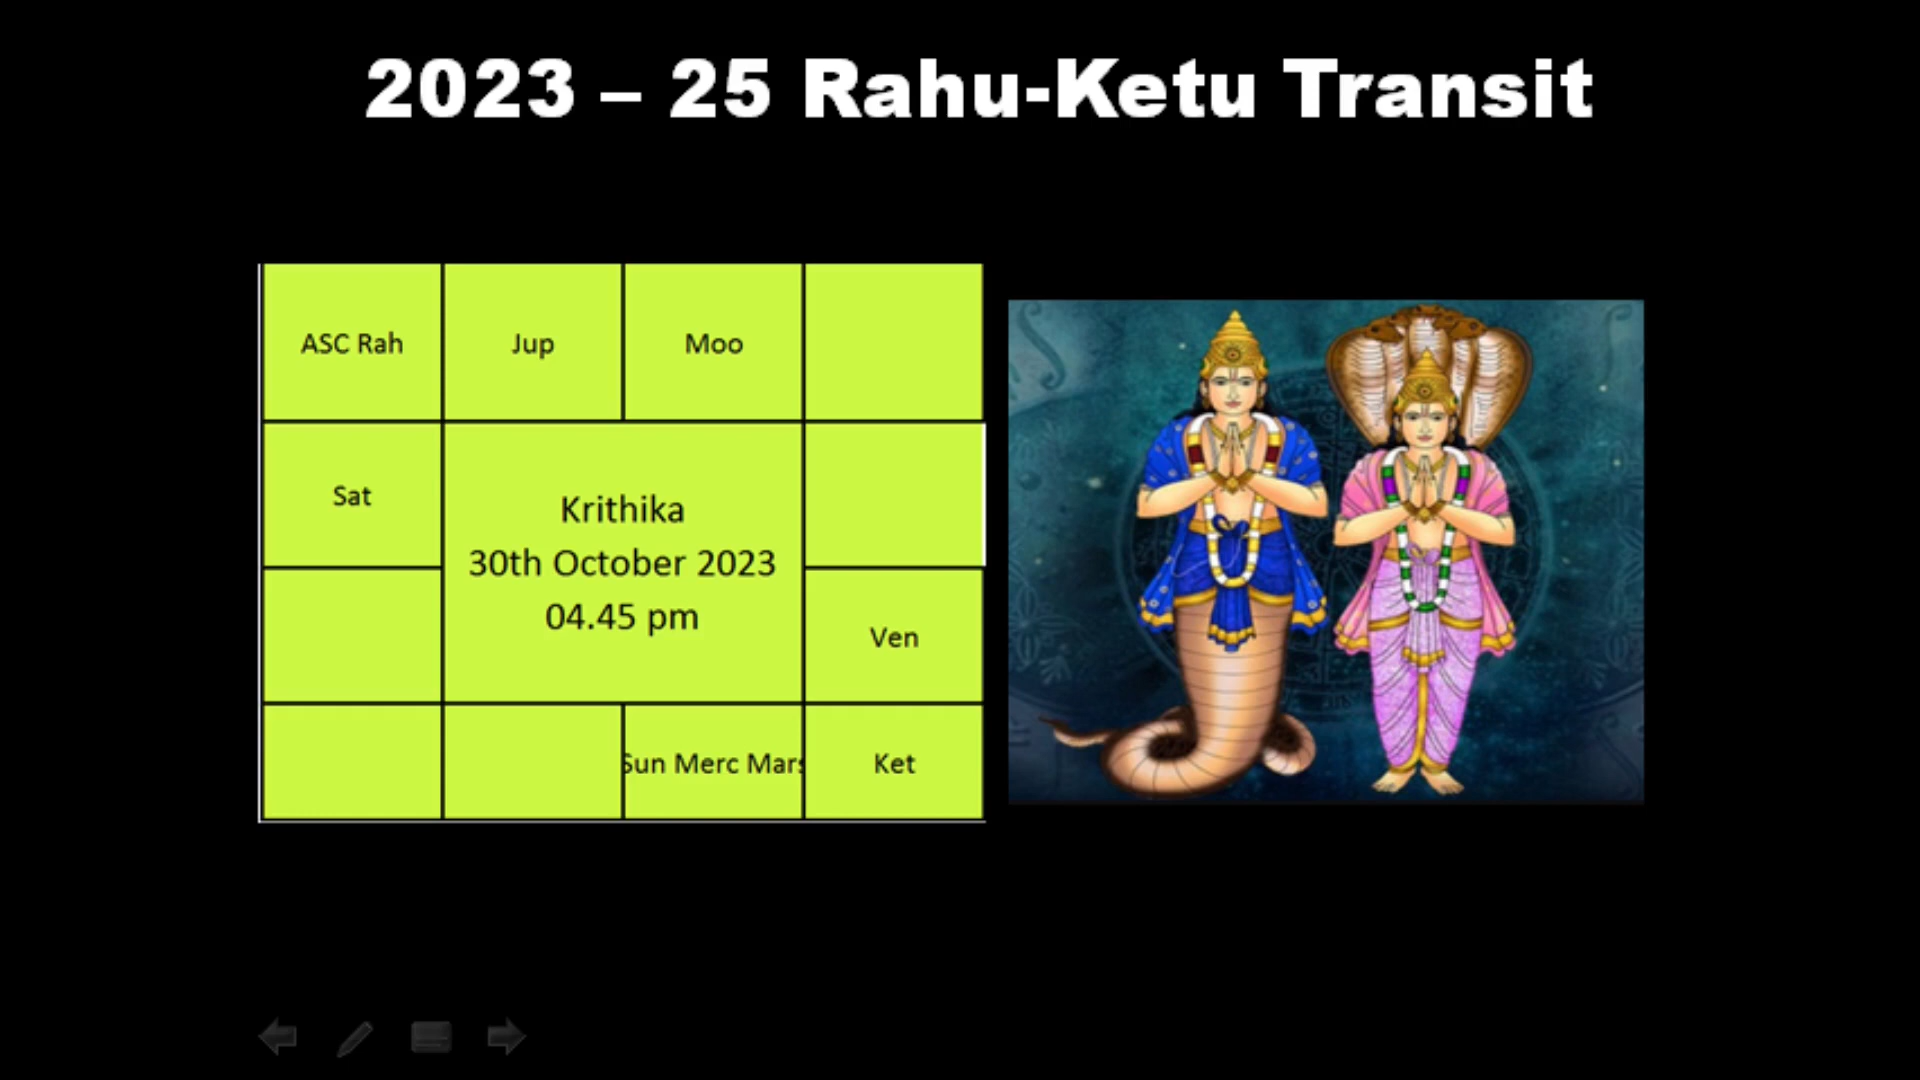 2023 – 25 Rahu-Ketu Transit
ASC Rah
Jup
Moo
Sat
Krithika
30th October 2023
04.45 pm
Ven
Sun Merc Mars
Ket